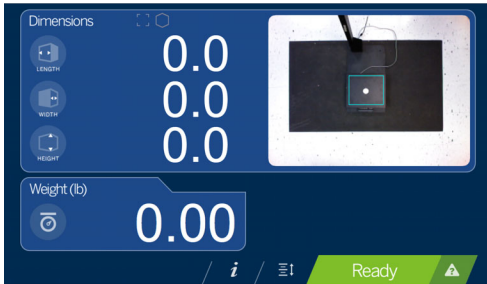 Dimensions
LENGTH
0.0
WIDTH
0.0
HEIGHT
0.0
Weight (lb)
0.00
i
Ready